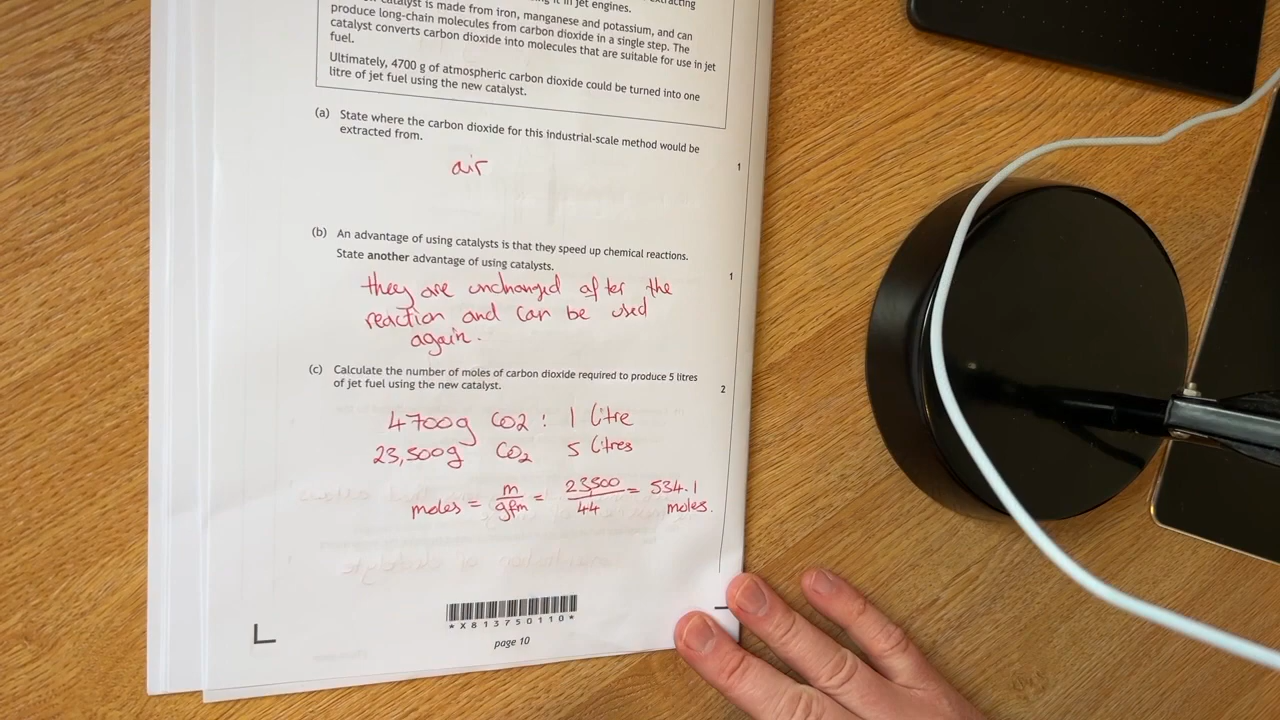 in jet engines.
catalyst is made from iron, manganese and potassium, and can
produce long-chain molecules from carbon dioxide in a single step. The
catalyst converts carbon dioxide into molecules that are suitable for use in jet
fuel.
Ultimately, 4700 g of atmospheric carbon dioxide could be turned into one
litre of jet fuel using the new catalyst.
(a) State where the carbon dioxide for this industrial-scale method would be
extracted from.
1
air
(b) An advantage of using catalysts is that they speed up chemical reactions.
State another advantage of using catalysts.
1
they are unchanged after the
reaction and can be used
again.
(c) Calculate the number of moles of carbon dioxide required to produce 5 litres
of jet fuel using the new catalyst.
2
4700g CO2 : 1 litre
23,500g CO2 5 litres
moles = m/gfm = 23500/44 = 534.1
moles.
*X813750110*
page 10